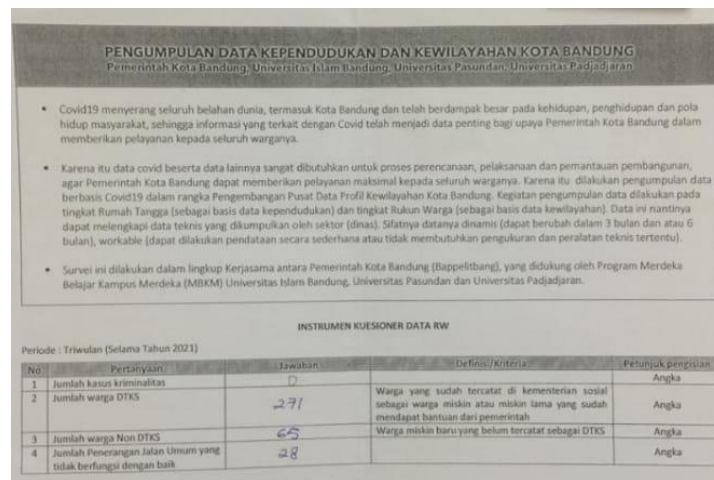 PENGUMPULAN DATA KEPENDUDUKAN DAN KEWILAYAHAN KOTA BANDUNG
Pemerintah Kota Bandung, Universitas Islam Bandung, Universitas Pasundan, Universitas Padjadjaran
▪ Covid19 menyerang seluruh belahan dunia, termasuk Kota Bandung dan telah berdampak besar pada kehidupan, penghidupan dan pola
hidup masyarakat, sehingga informasi yang terkait dengan Covid telah menjadi data penting bagi upaya Pemerintah Kota Bandung dalam
memberikan pelayanan kepada seluruh warganya.
▪ Karena itu data covid beserta data lainnya sangat dibutuhkan untuk proses perencanaan, pelaksanaan dan pemantauan pembangunan,
agar Pemerintah Kota Bandung dapat memberikan pelayanan maksimal kepada seluruh warganya. Karena itu dilakukan pengumpulan data
berbasis Covid19 dalam rangka Pengembangan Pusat Data Profil Kewilayahan Kota Bandung. Kegiatan pengumpulan data dilakukan pada
tingkat Rumah Tangga (sebagai basis data kependudukan) dan tingkat Rukun Warga (sebagai basis data kewilayahan). Data ini nantinya
dapat melengkapi data teknis yang dikumpulkan oleh sektor (dinas). Sifatnya datanya dinamis (dapat berubah dalam 3 bulan dan atau 6
bulan), workable (dapat dilakukan pendataan secara sederhana atau tidak membutuhkan pengukuran dan peralatan teknis tertentu).
▪ Survei ini dilakukan dalam lingkup Kerjasama antara Pemerintah Kota Bandung (Bappelitbang), yang didukung oleh Program Merdeka
Belajar Kampus Merdeka (MBKM) Universitas Islam Bandung, Universitas Pasundan dan Universitas Padjadjaran.
INSTRUMEN KUESIONER DATA RW
Periode : Triwulan (Selama Tahun 2021)
No Pertanyaan Jawaban Definisi/Kriteria Petunjuk pengisian
1 Jumlah kasus kriminalitas 0 Angka
2 Jumlah warga DTKS 271 Warga yang sudah tercatat di kementerian sosial
sebagai warga miskin atau miskin lama yang sudah
mendapat bantuan dari pemerintah Angka
3 Jumlah warga Non DTKS 65 Warga miskin baru yang belum tercatat sebagai DTKS Angka
4 Jumlah Penerangan Jalan Umum yang
tidak berfungsi dengan baik 28 Angka